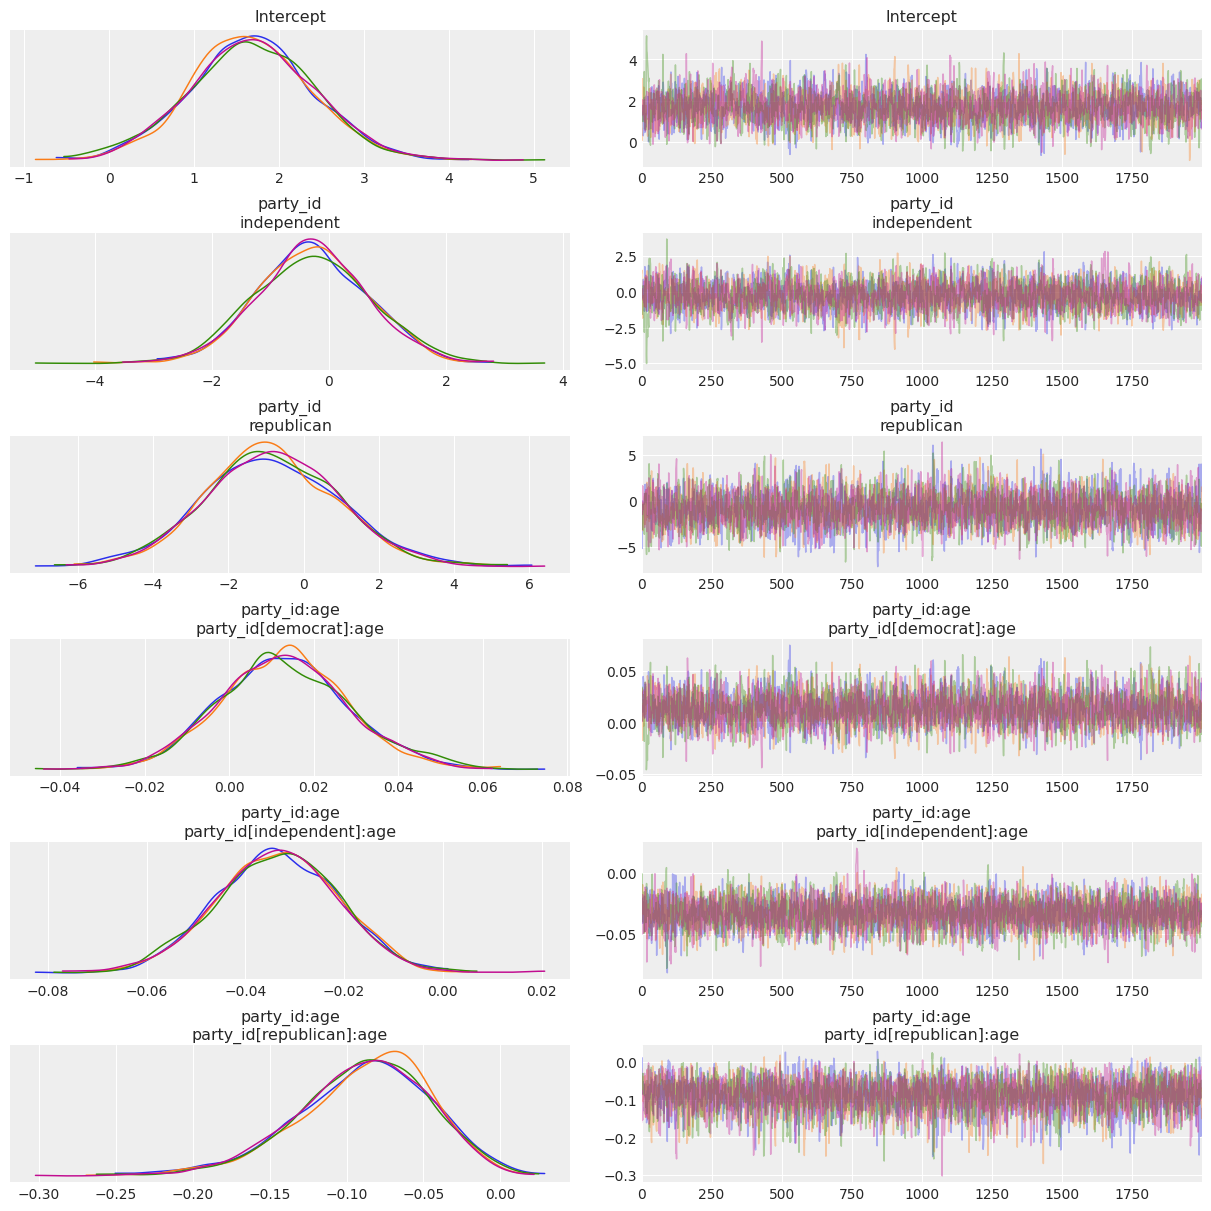 Intercept
Intercept
−1 0 1 2 3 4 5
4
2
0
0 250 500 750 1000 1250 1500 1750
party_id
independent
party_id
independent
−4 −2 0 2 4
2.5
0.0
−2.5
−5.0
0 250 500 750 1000 1250 1500 1750
party_id
republican
party_id
republican
−6 −4 −2 0 2 4 6
5
0
−5
0 250 500 750 1000 1250 1500 1750
party_id:age
party_id[democrat]:age
party_id:age
party_id[democrat]:age
−0.04 −0.02 0.00 0.02 0.04 0.06 0.08
0.05
0.00
−0.05
0 250 500 750 1000 1250 1500 1750
party_id:age
party_id[independent]:age
party_id:age
party_id[independent]:age
−0.08 −0.06 −0.04 −0.02 0.00 0.02
0.00
−0.05
0 250 500 750 1000 1250 1500 1750
party_id:age
party_id[republican]:age
party_id:age
party_id[republican]:age
−0.30 −0.25 −0.20 −0.15 −0.10 −0.05 0.00
0.0
−0.1
−0.2
−0.3
0 250 500 750 1000 1250 1500 1750